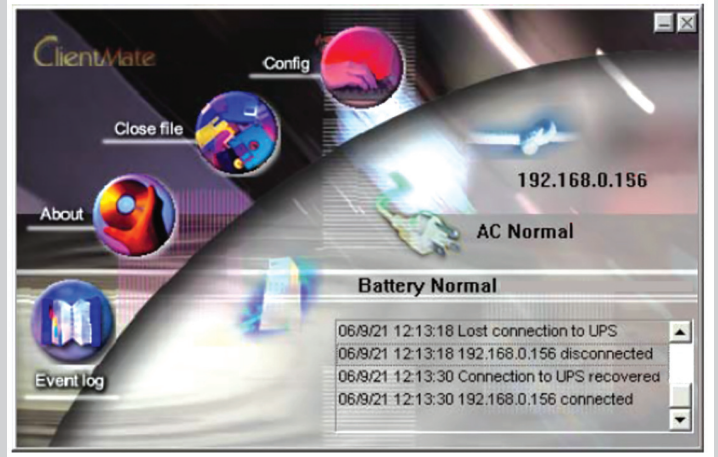 ClientMate
Config
Close file
192.168.0.156
About
AC Normal
Battery Normal
06/9/21 12:13:18 Lost connection to UPS
06/9/21 12:13:18 192.168.0.156 disconnected
06/9/21 12:13:30 Connection to UPS recovered
06/9/21 12:13:30 192.168.0.156 connected
Event log